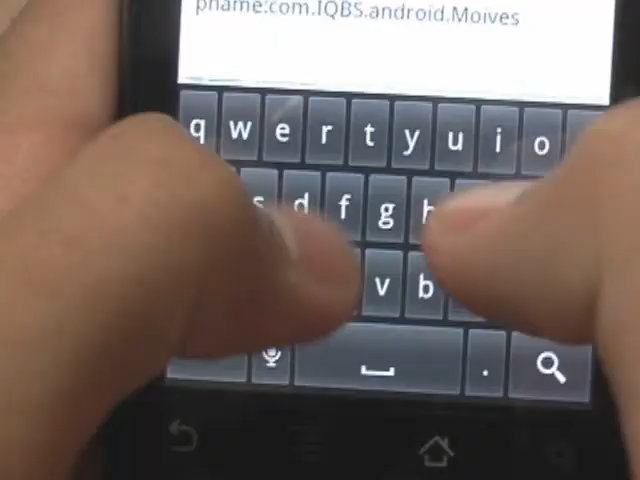 pname:com.IQBS.android.Moives
q w e r t y u i o
s d f g h
v b
.